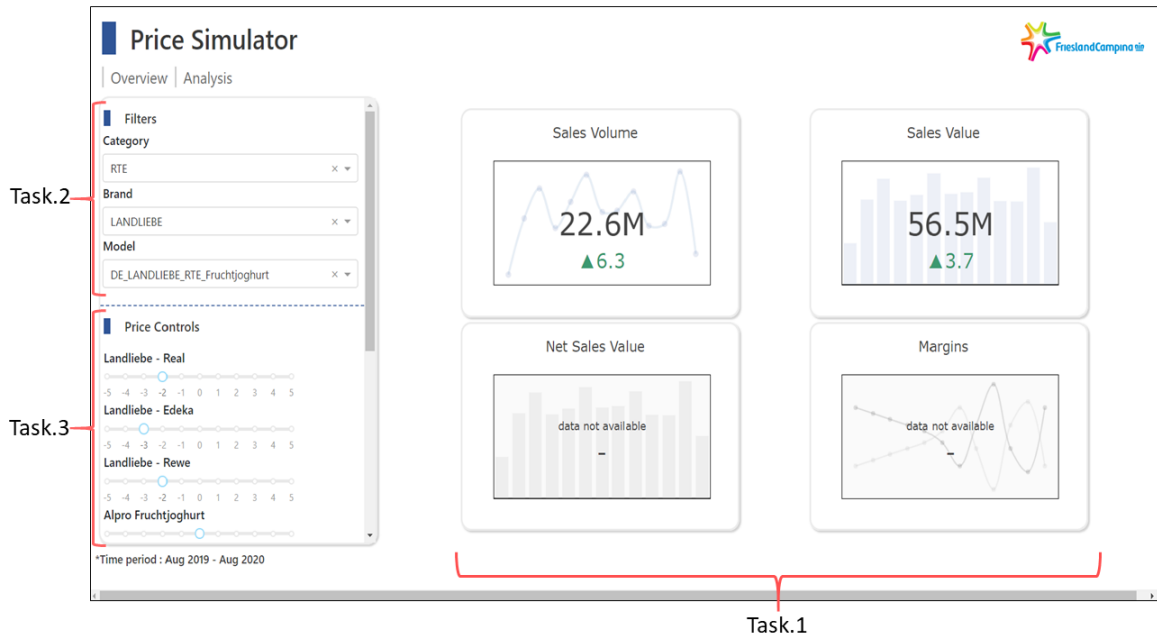 Price Simulator
FrieslandCampina
Overview
Analysis
Task.2
Filters
Category
RTE
× 
Brand
LANDLIEBE
× 
Model
DE_LANDLIEBE_RTE_Fruchtjoghurt
× 
Task.3
Price Controls
Landliebe - Real
-5 -4 -3 -2 -1 0 1 2 3 4 5
Landliebe - Edeka
-5 -4 -3 -2 -1 0 1 2 3 4 5
Landliebe - Rewe
-5 -4 -3 -2 -1 0 1 2 3 4 5
Alpro Fruchtjoghurt
*Time period : Aug 2019 - Aug 2020
Sales Volume
22.6M
▲6.3
Sales Value
56.5M
▲3.7
Net Sales Value
data not available
–
Margins
data not available
–
Task.1